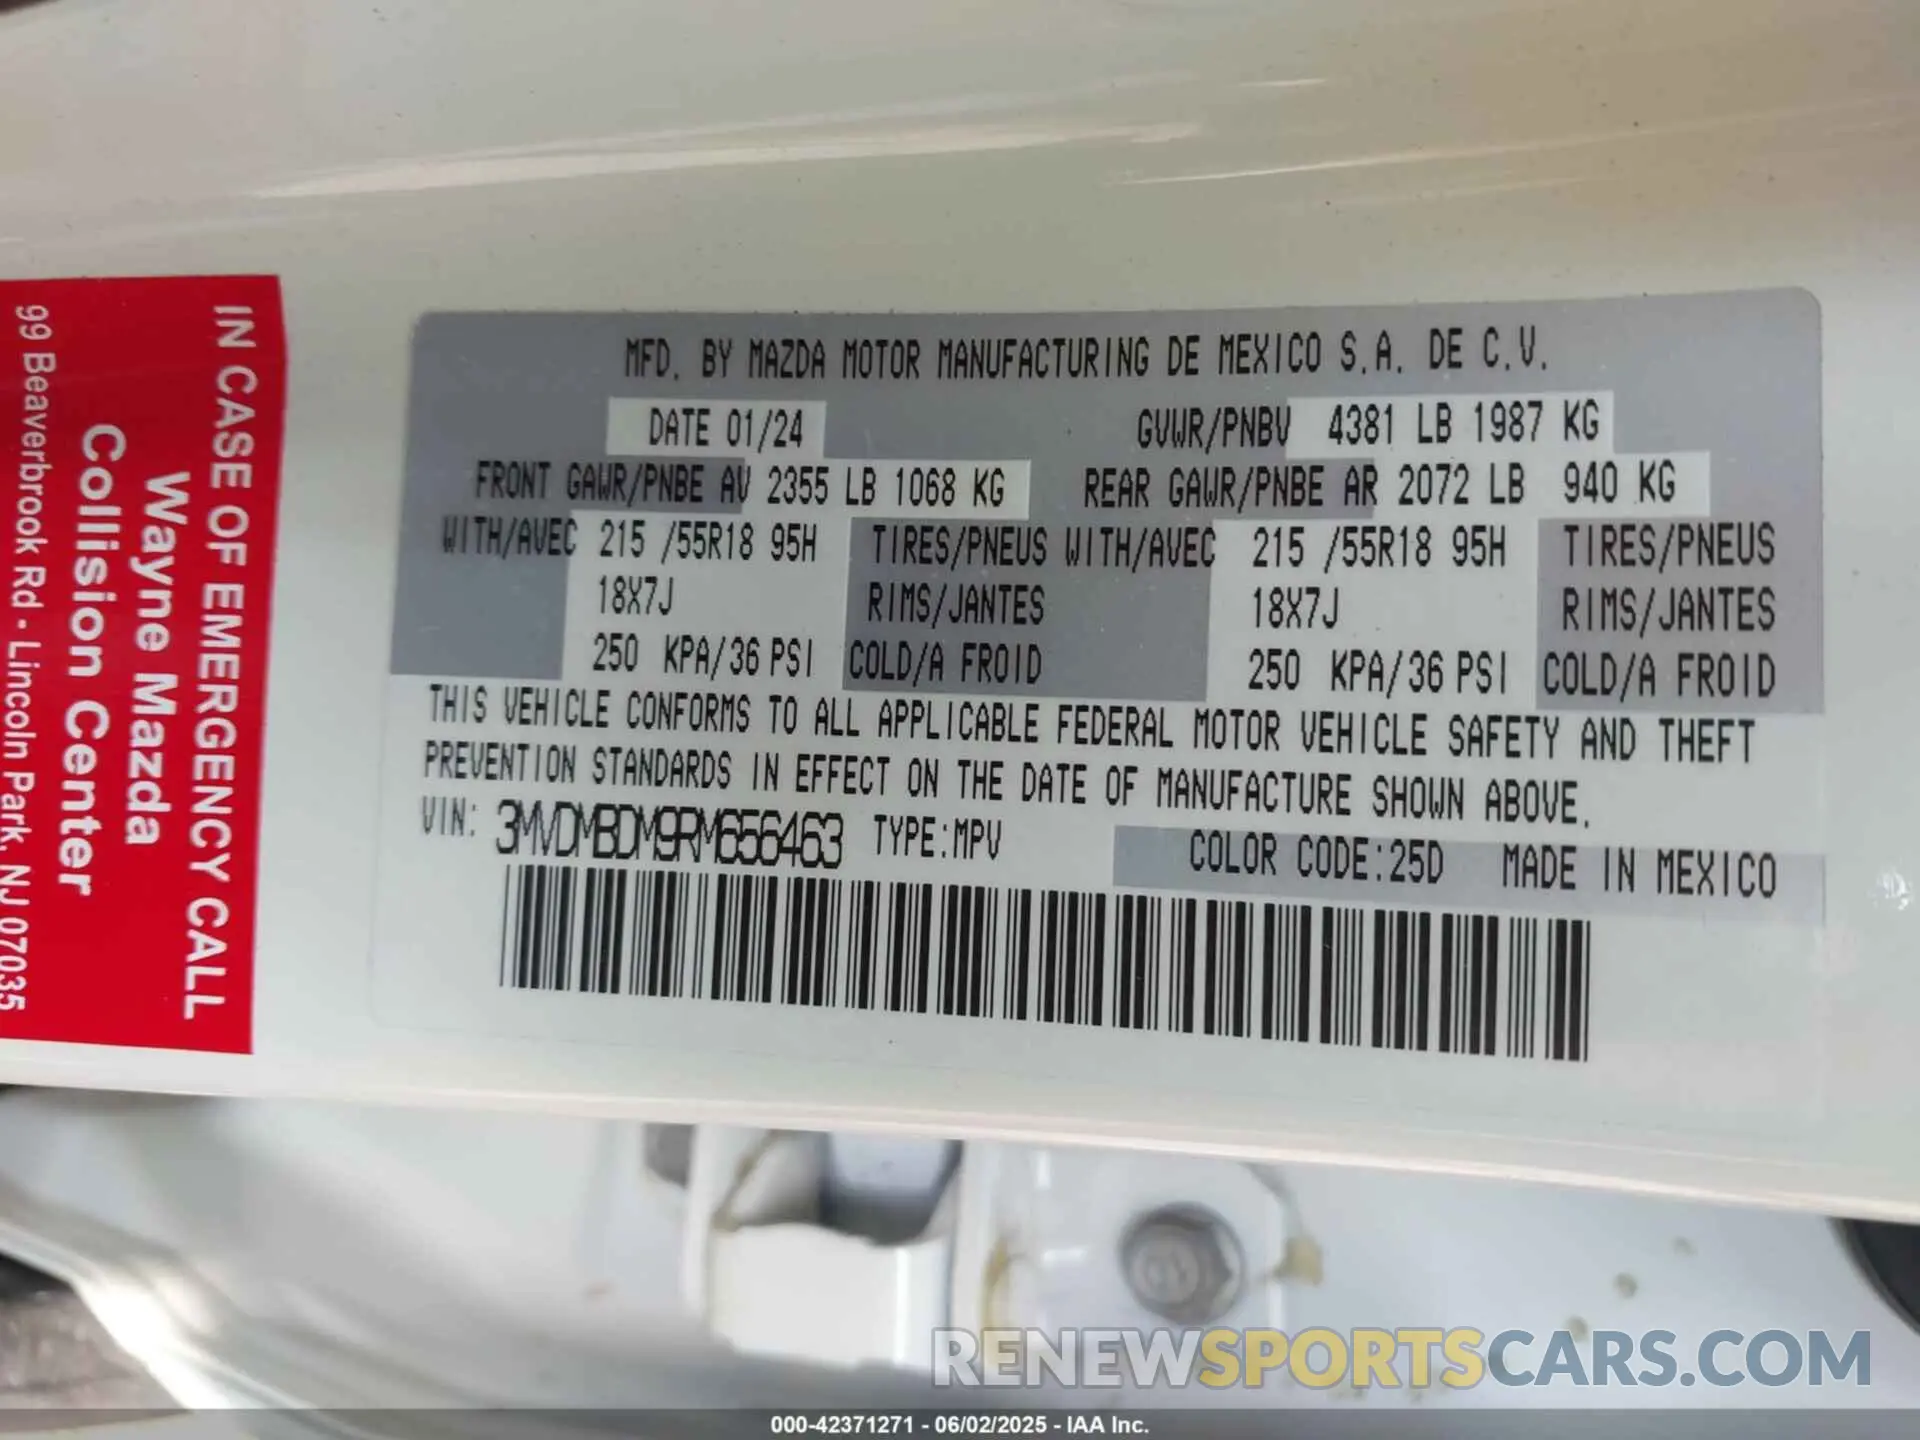 IN CASE OF EMERGENCY CALL
Wayne Mazda
Collision Center
99 Beaverbrook Rd • Lincoln Park, NJ 07035
MFD. BY MAZDA MOTOR MANUFACTURING DE MEXICO S.A. DE C.V.
DATE 01/24 GVWR/PNBV 4381 LB 1987 KG
FRONT GAWR/PNBE AV 2355 LB 1068 KG REAR GAWR/PNBE AR 2072 LB 940 KG
WITH/AVEC 215 /55R18 95H TIRES/PNEUS WITH/AVEC 215 /55R18 95H TIRES/PNEUS
18X7J RIMS/JANTES 18X7J RIMS/JANTES
250 KPA/36 PSI COLD/A FROID 250 KPA/36 PSI COLD/A FROID
THIS VEHICLE CONFORMS TO ALL APPLICABLE FEDERAL MOTOR VEHICLE SAFETY AND THEFT
PREVENTION STANDARDS IN EFFECT ON THE DATE OF MANUFACTURE SHOWN ABOVE.
VIN: 3MVDMBDM9RM656463 TYPE:MPV COLOR CODE:25D MADE IN MEXICO
RENEWSPORTSCARS.COM
000-42371271 - 06/02/2025 - IAA Inc.